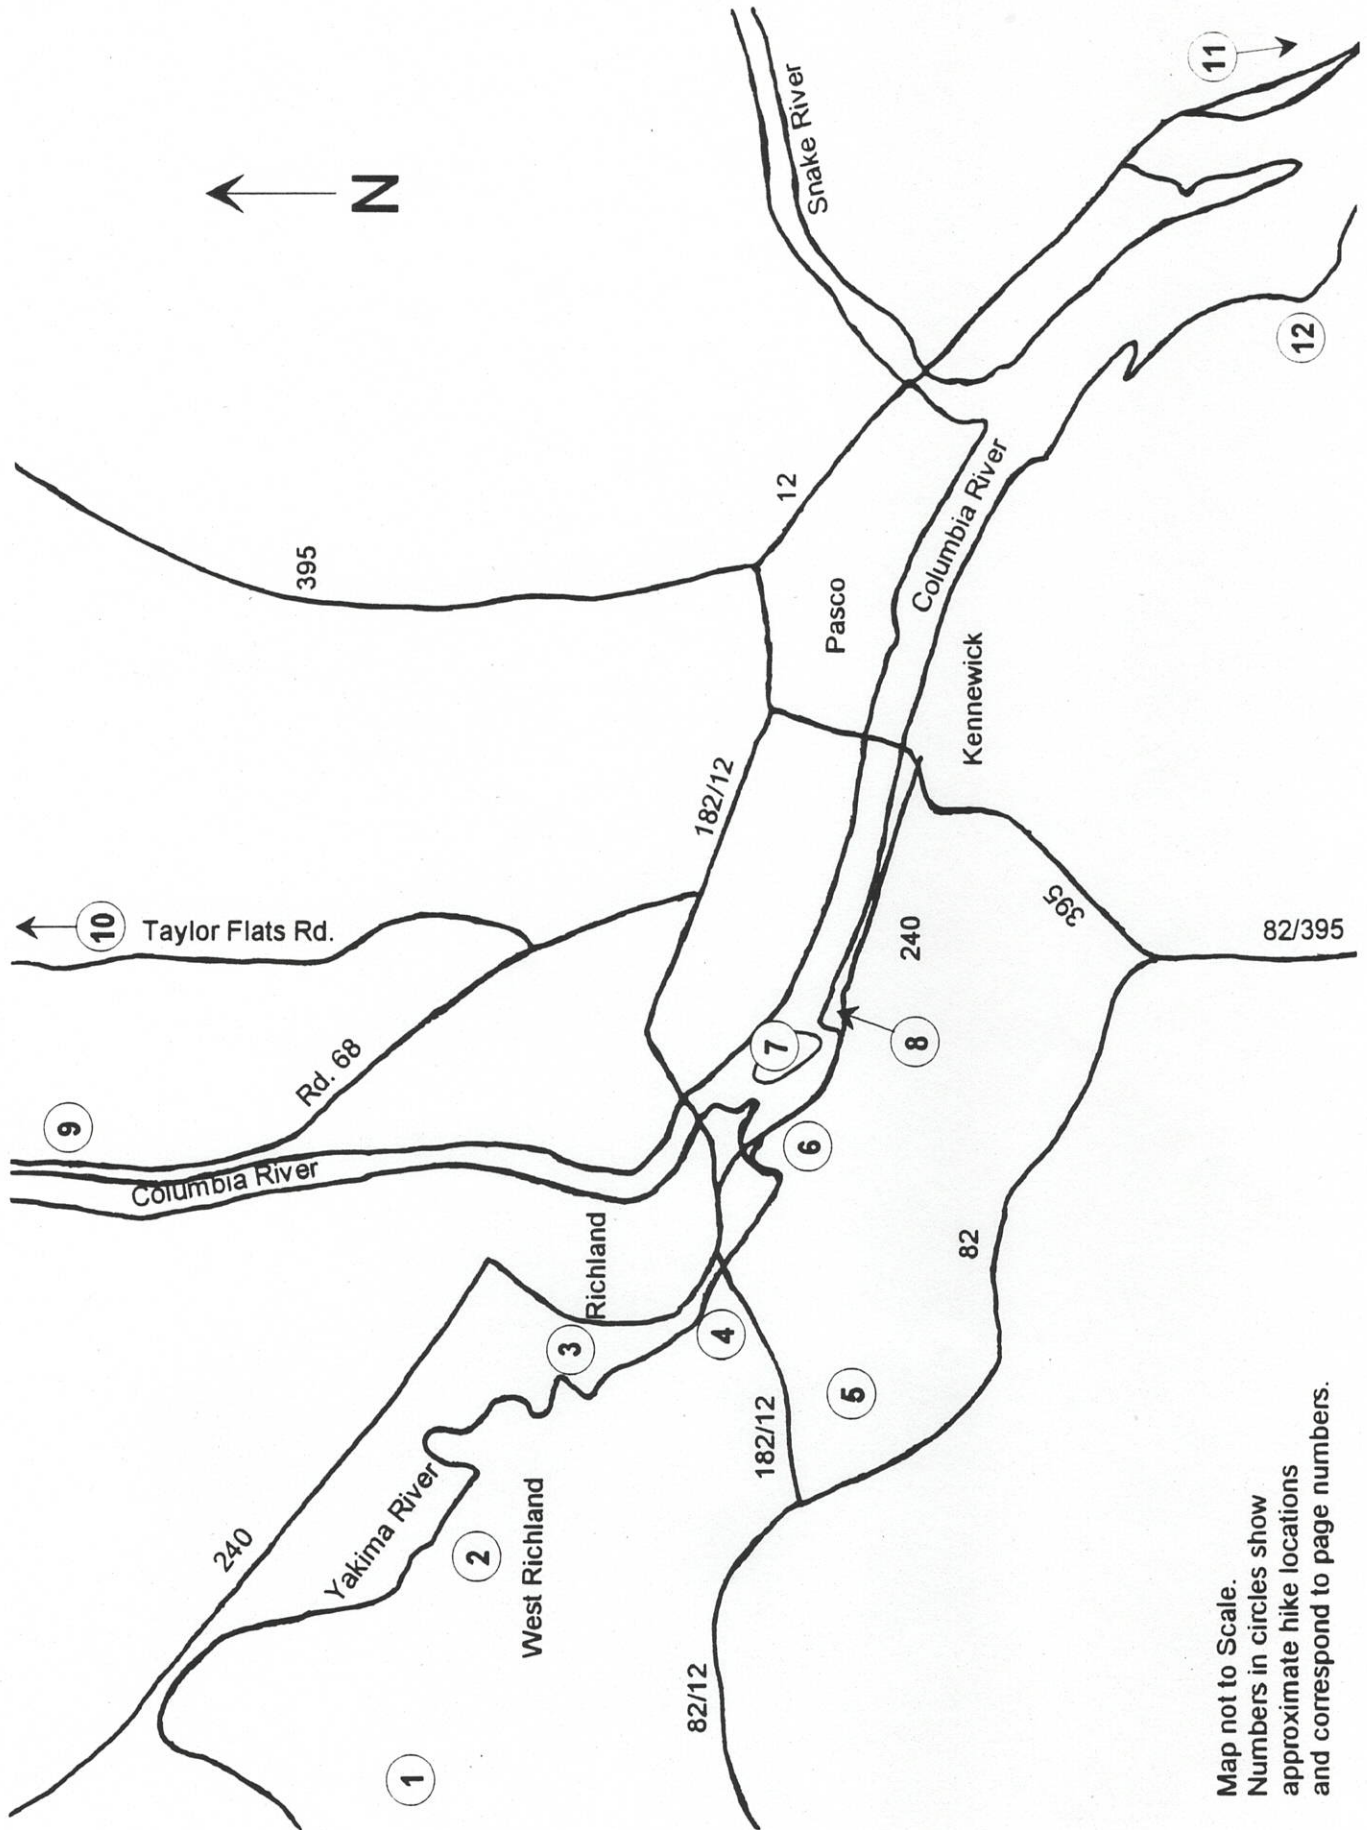 N
Snake River
11
395
12
12
Columbia River
Pasco
Kennewick
182/12
10
Taylor Flats Rd.
240
395
82/395
7
8
Rd. 68
9
Columbia River
6
Richland
82
3
4
5
182/12
Yakima River
240
2
West Richland
82/12
1
Map not to Scale.
Numbers in circles show
approximate hike locations
and correspond to page numbers.